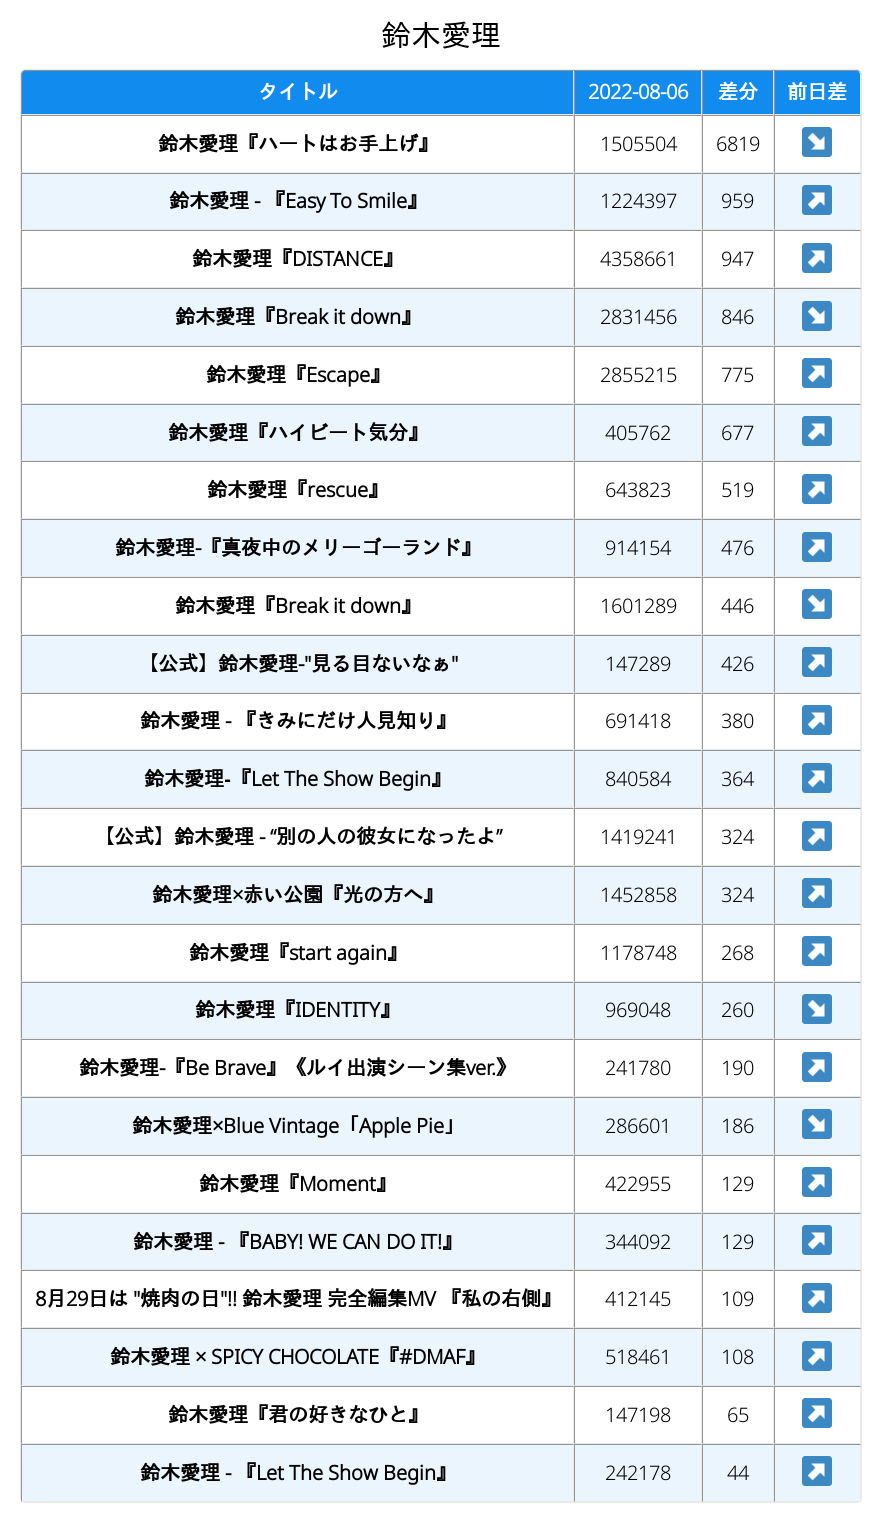 鈴木愛理
タイトル 2022-08-06 差分 前日差
鈴木愛理『ハートはお手上げ』 1505504 6819 ↘
鈴木愛理 - 『Easy To Smile』 1224397 959 ↗
鈴木愛理『DISTANCE』 4358661 947 ↗
鈴木愛理『Break it down』 2831456 846 ↘
鈴木愛理『Escape』 2855215 775 ↗
鈴木愛理『ハイビート気分』 405762 677 ↗
鈴木愛理『rescue』 643823 519 ↗
鈴木愛理-『真夜中のメリーゴーランド』 914154 476 ↗
鈴木愛理『Break it down』 1601289 446 ↘
【公式】鈴木愛理-"見る目ないなぁ" 147289 426 ↗
鈴木愛理 - 『きみにだけ人見知り』 691418 380 ↗
鈴木愛理-『Let The Show Begin』 840584 364 ↗
【公式】鈴木愛理 - “別の人の彼女になったよ” 1419241 324 ↗
鈴木愛理×赤い公園『光の方へ』 1452858 324 ↗
鈴木愛理『start again』 1178748 268 ↗
鈴木愛理『IDENTITY』 969048 260 ↘
鈴木愛理-『Be Brave』《ルイ出演シーン集ver.》 241780 190 ↗
鈴木愛理×Blue Vintage「Apple Pie」 286601 186 ↘
鈴木愛理『Moment』 422955 129 ↗
鈴木愛理 - 『BABY! WE CAN DO IT!』 344092 129 ↗
8月29日は "焼肉の日"!! 鈴木愛理 完全編集MV 『私の右側』 412145 109 ↗
鈴木愛理 × SPICY CHOCOLATE『#DMAF』 518461 108 ↗
鈴木愛理『君の好きなひと』 147198 65 ↗
鈴木愛理 - 『Let The Show Begin』 242178 44 ↗